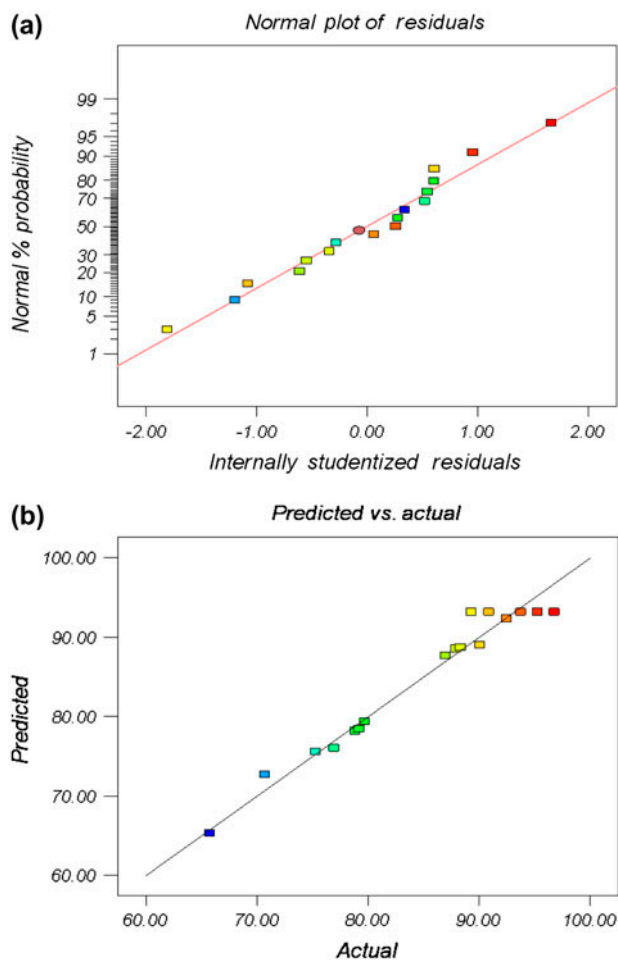 (a)
Normal plot of residuals
Normal % probability
99
95
90
80
70
50
30
20
10
5
1
-2.00 -1.00 0.00 1.00 2.00
Internally studentized residuals
(b)
Predicted vs. actual
Predicted
100.00
90.00
80.00
70.00
60.00
60.00 70.00 80.00 90.00 100.00
Actual